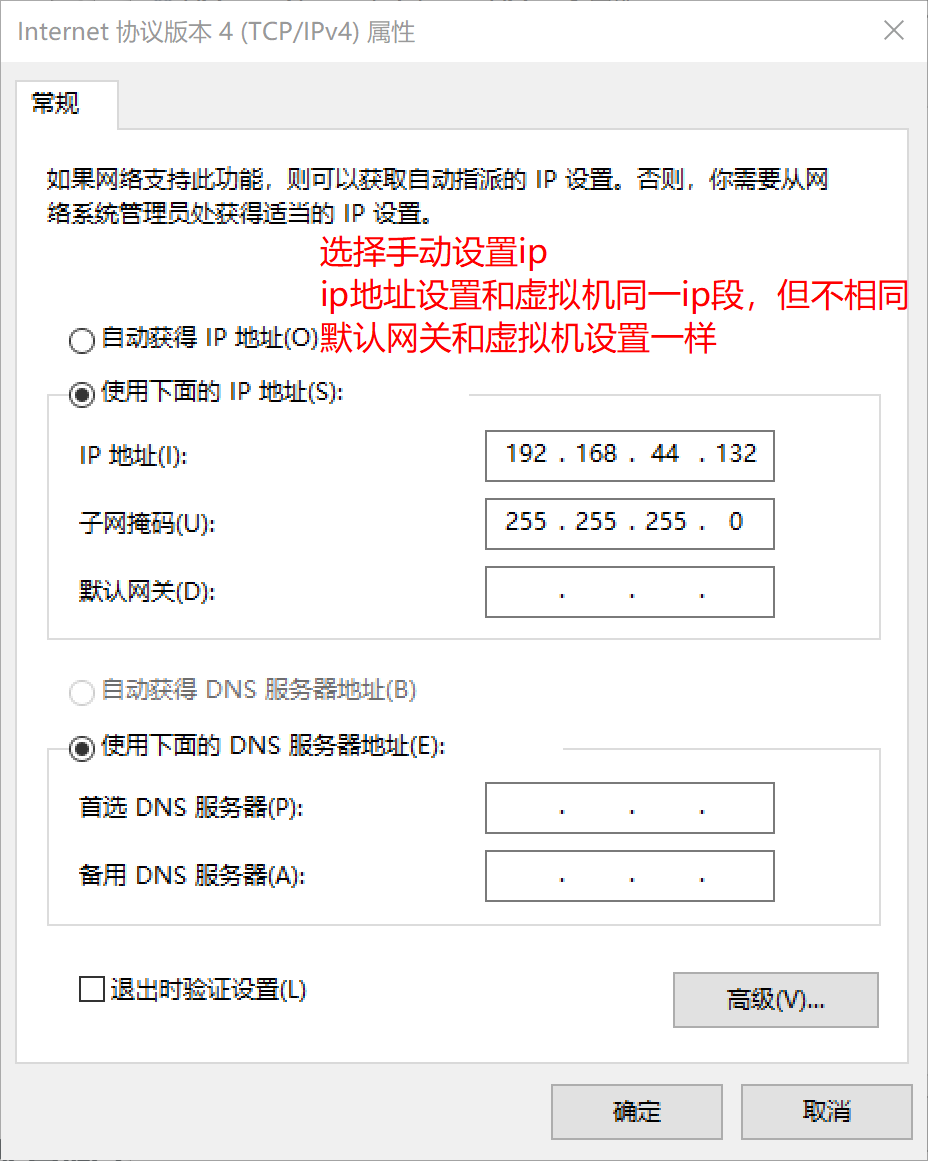 Internet 协议版本 4 (TCP/IPv4) 属性
常规
如果网络支持此功能，则可以获取自动指派的 IP 设置。否则，你需要从网
络系统管理员处获得适当的 IP 设置。
选择手动设置ip
ip地址设置和虚拟机同一ip段，但不相同
默认网关和虚拟机设置一样
自动获得 IP 地址(O)
使用下面的 IP 地址(S):
IP 地址(I): 192 . 168 . 44 . 132
子网掩码(U): 255 . 255 . 255 . 0
默认网关(D): . . .
自动获得 DNS 服务器地址(B)
使用下面的 DNS 服务器地址(E):
首选 DNS 服务器(P): . . .
备用 DNS 服务器(A): . . .
退出时验证设置(L)
高级(V)...
确定 取消